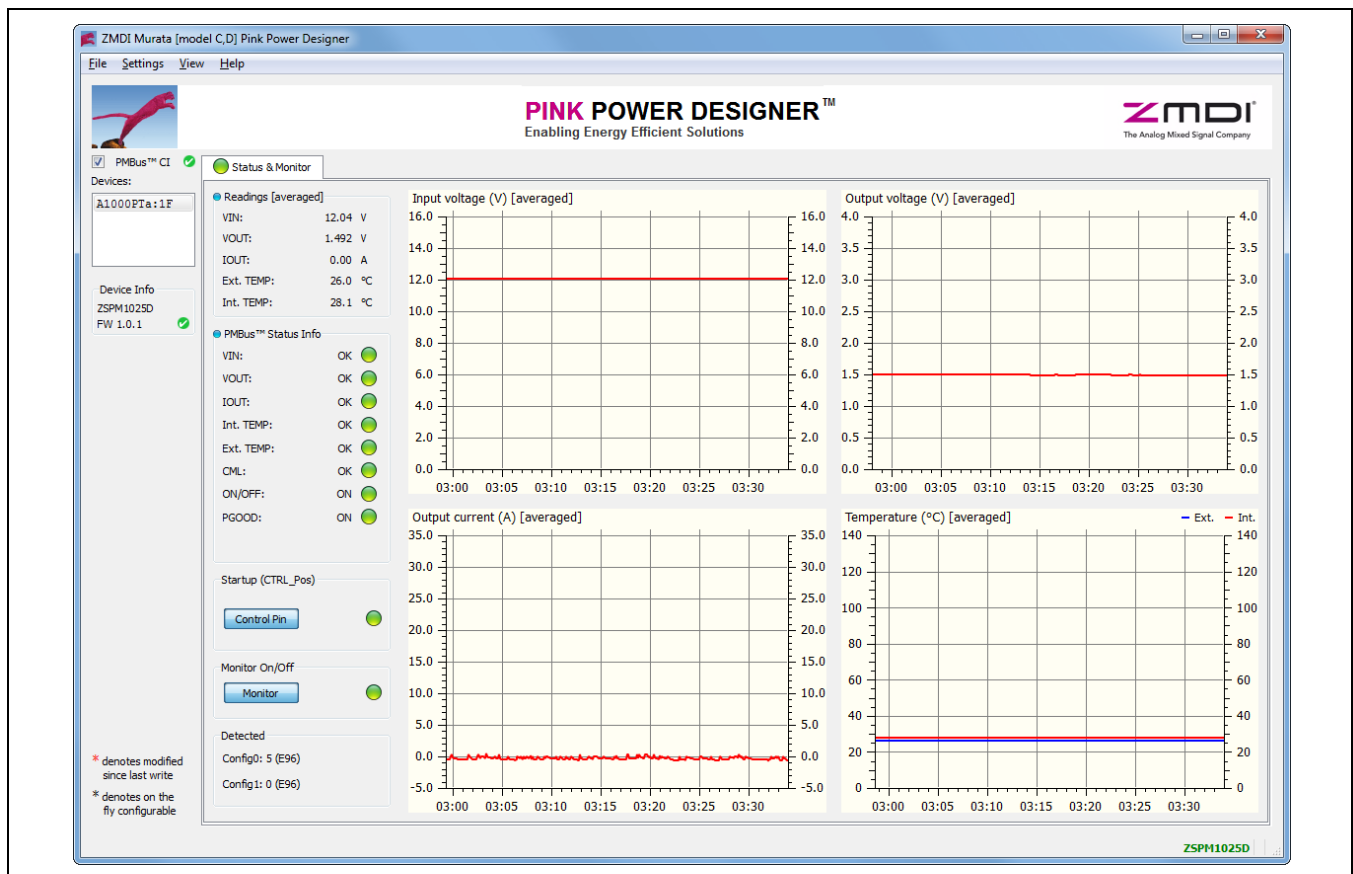 ZMDI Murata [model C,D] Pink Power Designer
File Settings View Help
PINK POWER DESIGNER™
Enabling Energy Efficient Solutions
ZMDI®
The Analog Mixed Signal Company
PMBus™ CI
Devices:
A1000PTa:1F
Device Info
ZSPM1025D
FW 1.0.1
* denotes modified
since last write
* denotes on the
fly configurable
Status & Monitor
Readings [averaged]
VIN: 12.04 V
VOUT: 1.492 V
IOUT: 0.00 A
Ext. TEMP: 26.0 °C
Int. TEMP: 28.1 °C
PMBus™ Status Info
VIN: OK
VOUT: OK
IOUT: OK
Int. TEMP: OK
Ext. TEMP: OK
CML: OK
ON/OFF: ON
PGOOD: ON
Startup (CTRL_Pos)
Control Pin
Monitor On/Off
Monitor
Detected
Config0: 5 (E96)
Config1: 0 (E96)
Input voltage (V) [averaged]
16.0 16.0
14.0 14.0
12.0 12.0
10.0 10.0
8.0 8.0
6.0 6.0
4.0 4.0
2.0 2.0
0.0 0.0
03:00 03:05 03:10 03:15 03:20 03:25 03:30
Output voltage (V) [averaged]
4.0 4.0
3.5 3.5
3.0 3.0
2.5 2.5
2.0 2.0
1.5 1.5
1.0 1.0
0.5 0.5
0.0 0.0
03:00 03:05 03:10 03:15 03:20 03:25 03:30
Output current (A) [averaged]
35.0 35.0
30.0 30.0
25.0 25.0
20.0 20.0
15.0 15.0
10.0 10.0
5.0 5.0
0.0 0.0
-5.0 -5.0
03:00 03:05 03:10 03:15 03:20 03:25 03:30
Temperature (°C) [averaged] Ext. Int.
140 140
120 120
100 100
80 80
60 60
40 40
20 20
0 0
03:00 03:05 03:10 03:15 03:20 03:25 03:30
ZSPM1025D